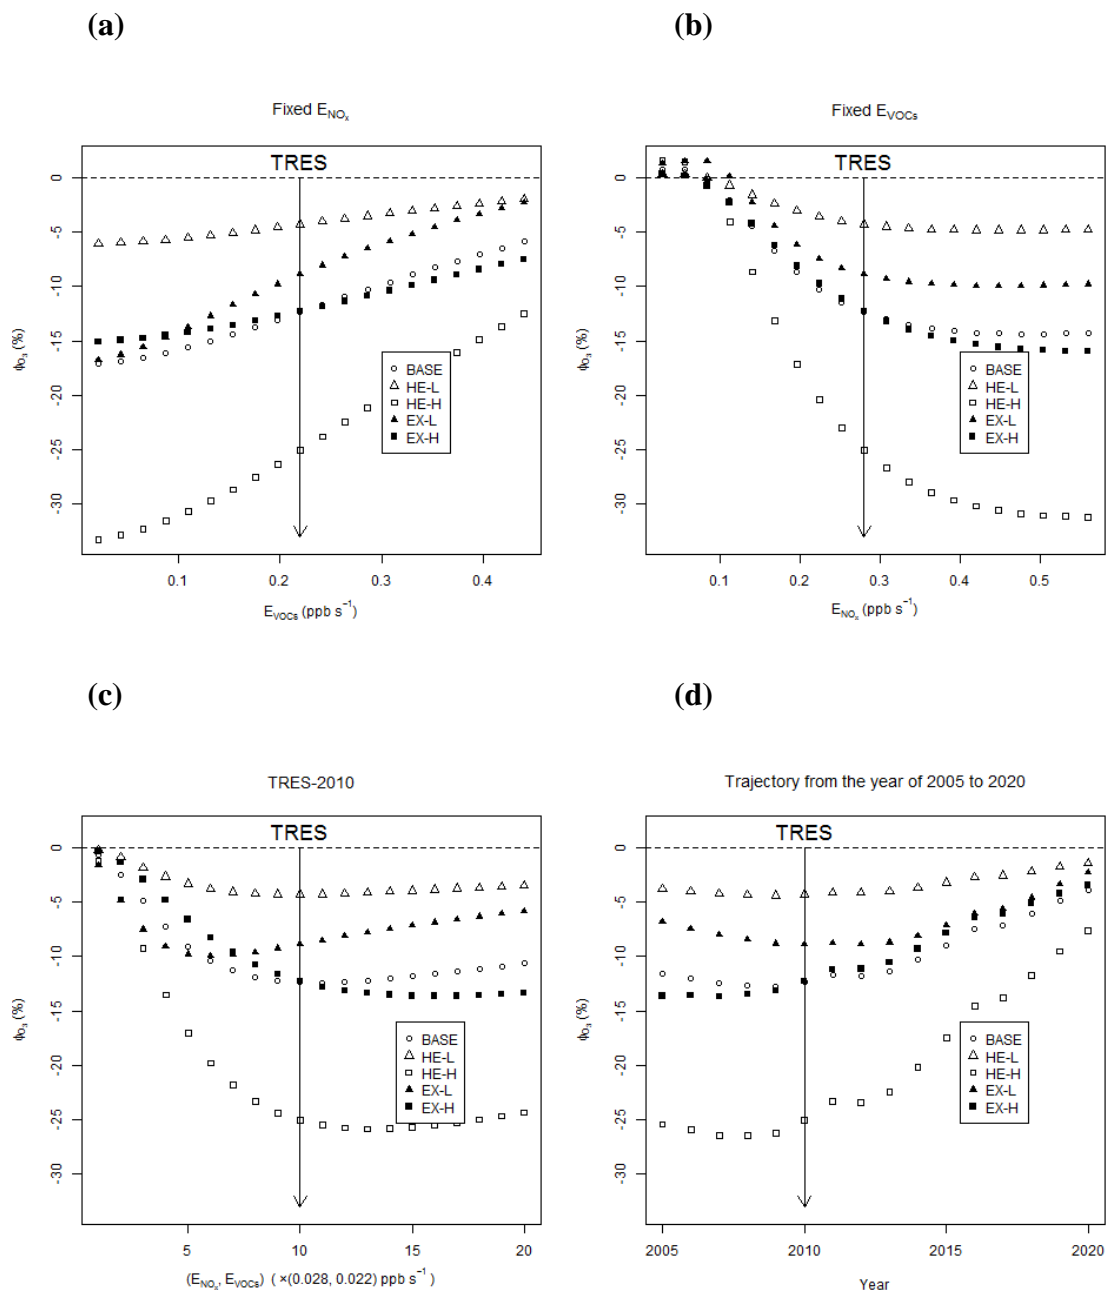 (a)
Fixed E_NOx
TRES
0
-5
-10
-15
-20
-25
-30
ϕ_O3 (%)
BASE
HE-L
HE-H
EX-L
EX-H
0.1 0.2 0.3 0.4
E_VOCs (ppb s⁻¹)
(b)
Fixed E_VOCs
TRES
0
-5
-10
-15
-20
-25
-30
ϕ_O3 (%)
BASE
HE-L
HE-H
EX-L
EX-H
0.1 0.2 0.3 0.4 0.5
E_NOx (ppb s⁻¹)
(c)
TRES-2010
TRES
0
-5
-10
-15
-20
-25
-30
ϕ_O3 (%)
BASE
HE-L
HE-H
EX-L
EX-H
5 10 15 20
(E_NOx, E_VOCs) ( ×(0.028, 0.022) ppb s⁻¹)
(d)
Trajectory from the year of 2005 to 2020
TRES
0
-5
-10
-15
-20
-25
-30
ϕ_O3 (%)
BASE
HE-L
HE-H
EX-L
EX-H
2005 2010 2015 2020
Year